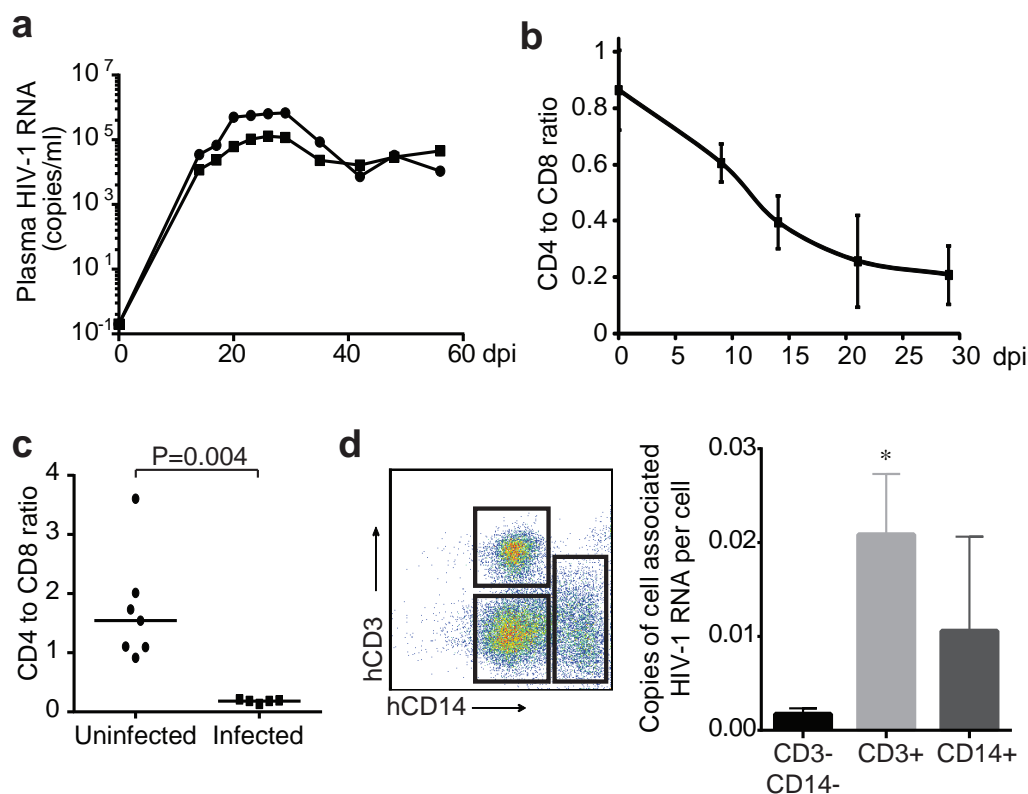 a
Plasma HIV-1 RNA
(copies/ml)
10^7
10^5
10^3
10^1
10^-1
0 20 40 60 dpi
b
CD4 to CD8 ratio
1
0.8
0.6
0.4
0.2
0
0 5 10 15 20 25 30 dpi
c
P=0.004
CD4 to CD8 ratio
4
3
2
1
0
Uninfected Infected
d
hCD3
hCD14
Copies of cell associated
HIV-1 RNA per cell
0.03
0.02
0.01
0.00
*
CD3- CD3+ CD14+
CD14-